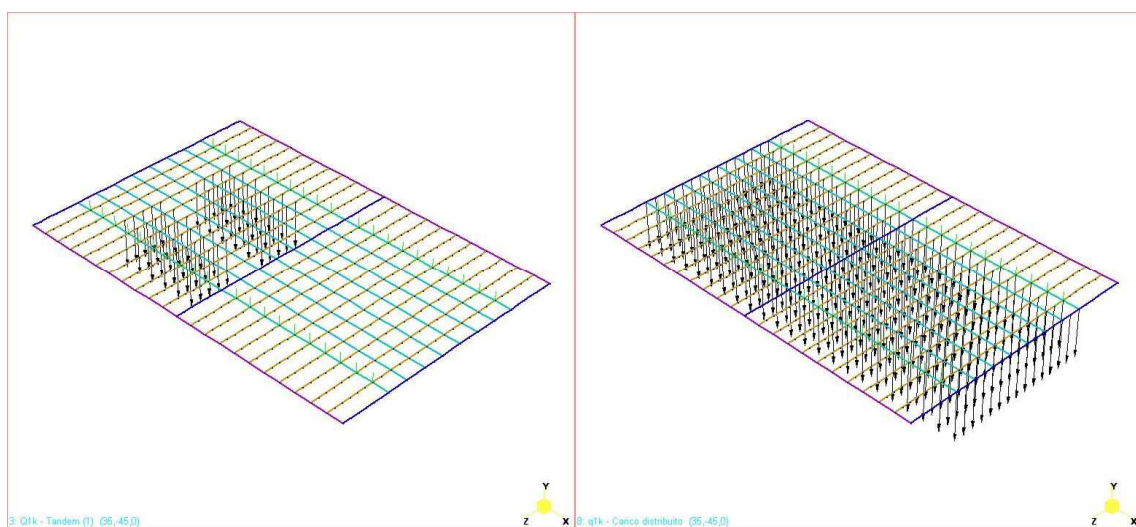 Y
Z X
3: Q1k - Tandem (1) (35,-45,0)
Y
Z X
8: q1k - Carico distribuito (35,-45,0)